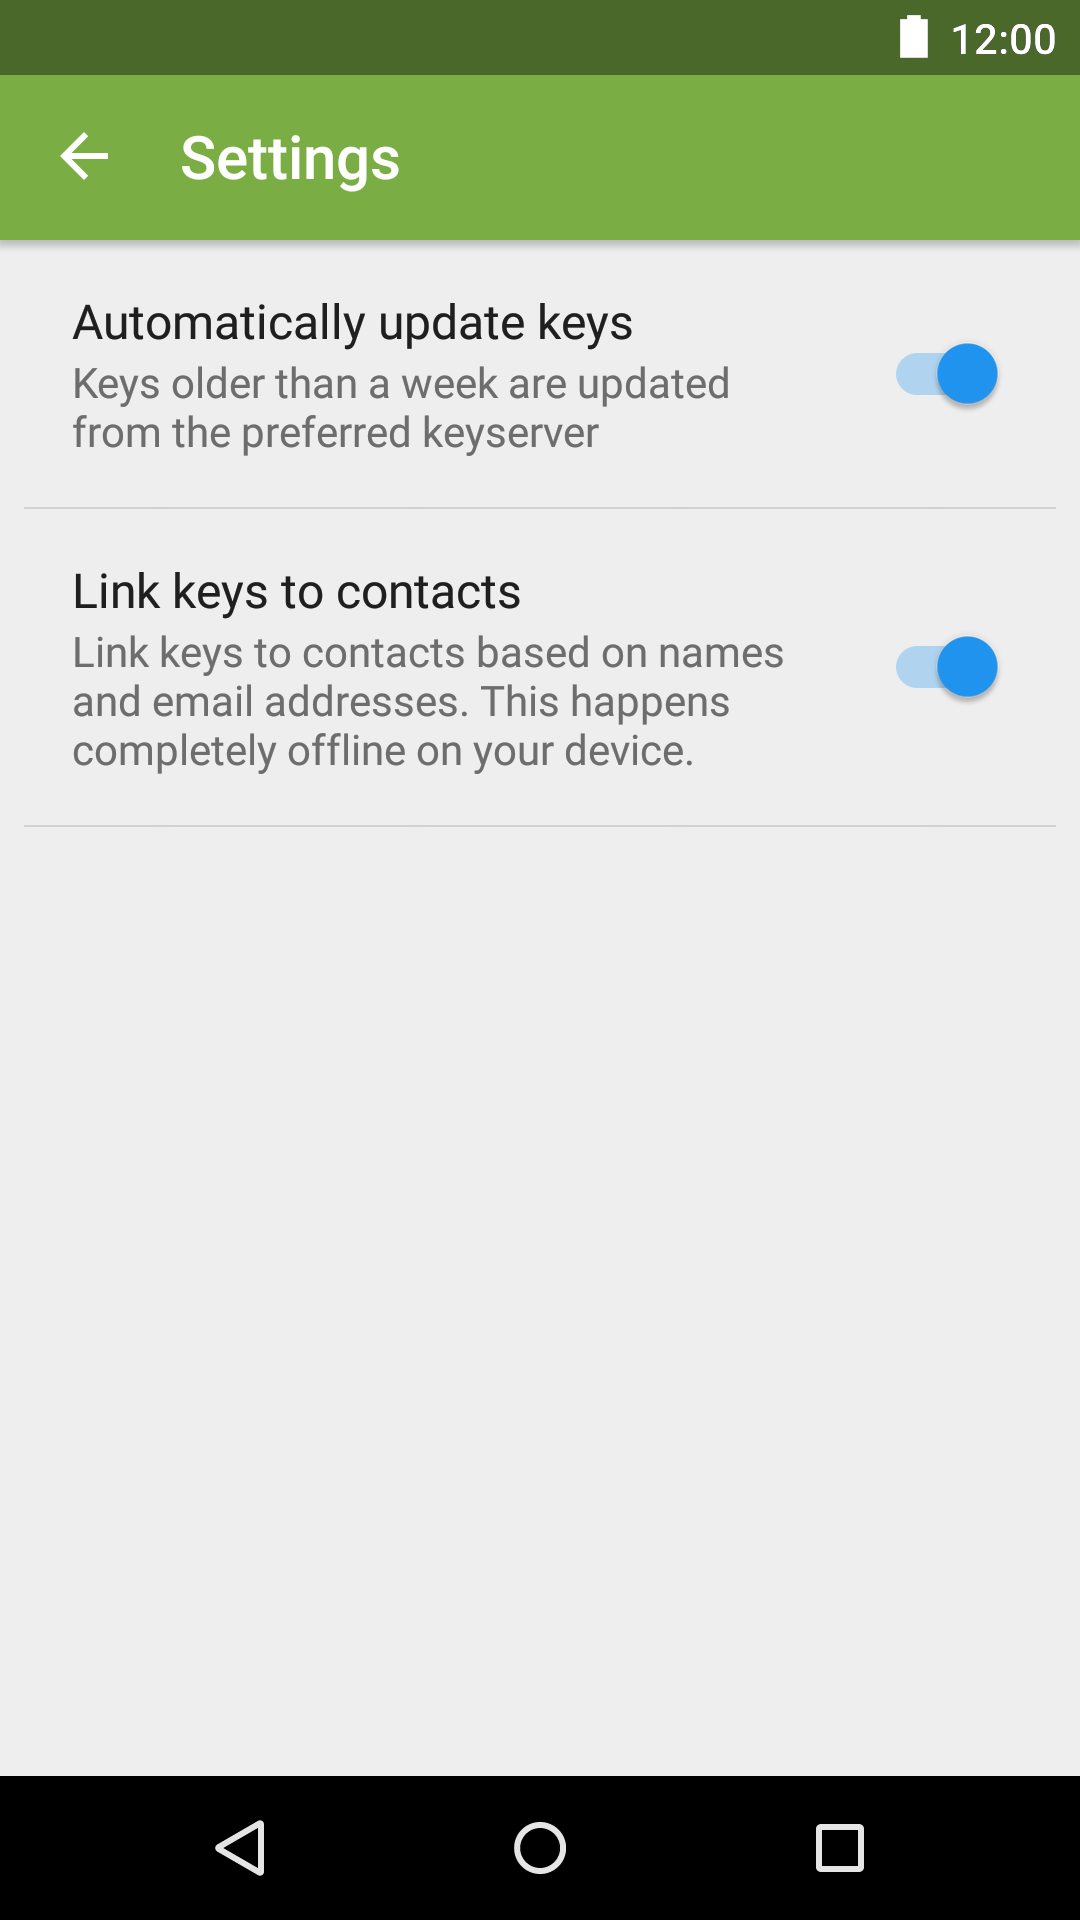 12:00
Settings
Automatically update keys
Keys older than a week are updated
from the preferred keyserver
Link keys to contacts
Link keys to contacts based on names
and email addresses. This happens
completely offline on your device.